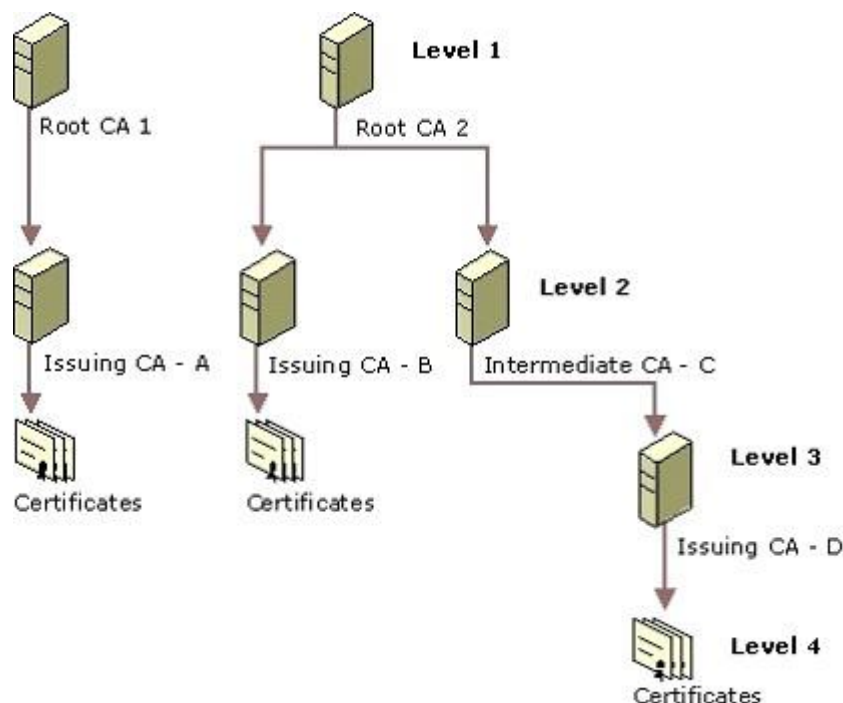 Level 1
Root CA 1
Root CA 2
Level 2
Issuing CA - A
Issuing CA - B
Intermediate CA - C
Certificates
Certificates
Level 3
Issuing CA - D
Level 4
Certificates